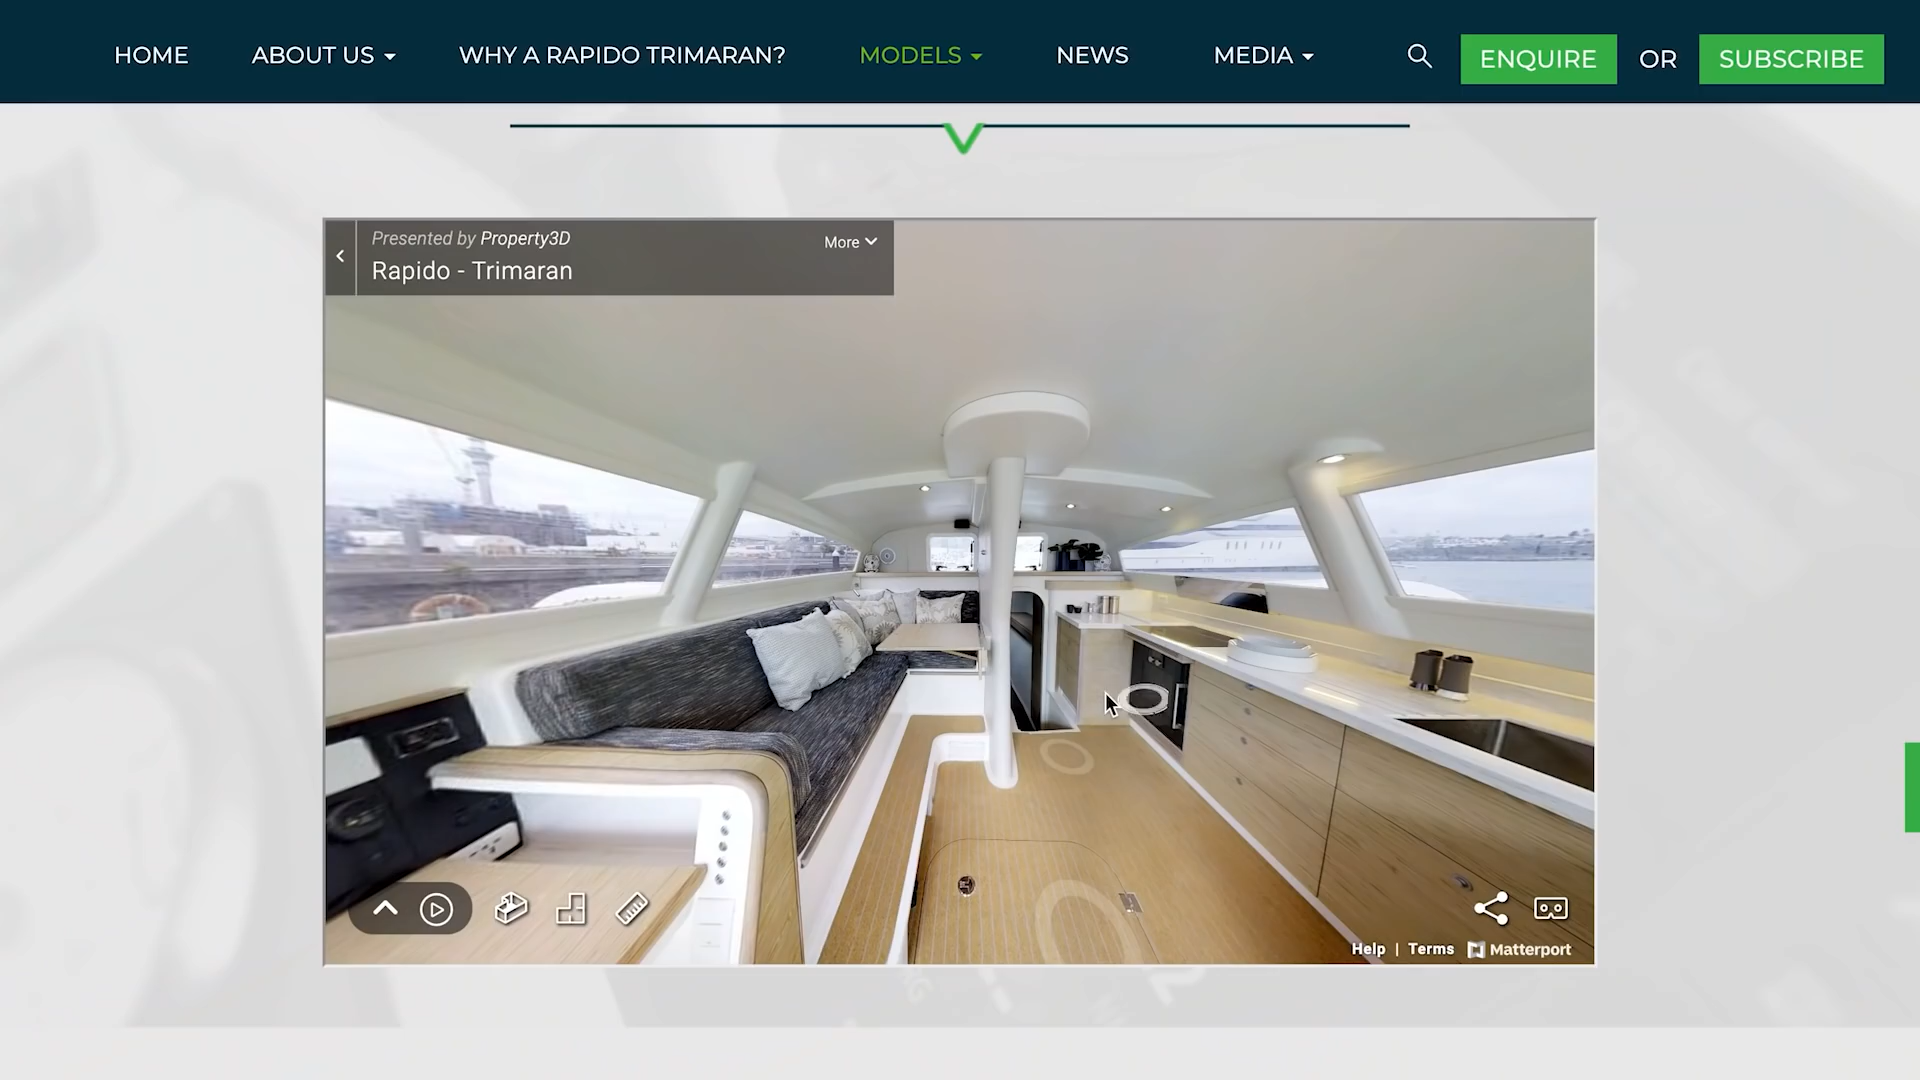 HOME ABOUT US WHY A RAPIDO TRIMARAN? MODELS NEWS MEDIA ENQUIRE OR SUBSCRIBE
Presented by Property3D
More
Rapido - Trimaran
Help | Terms Matterport